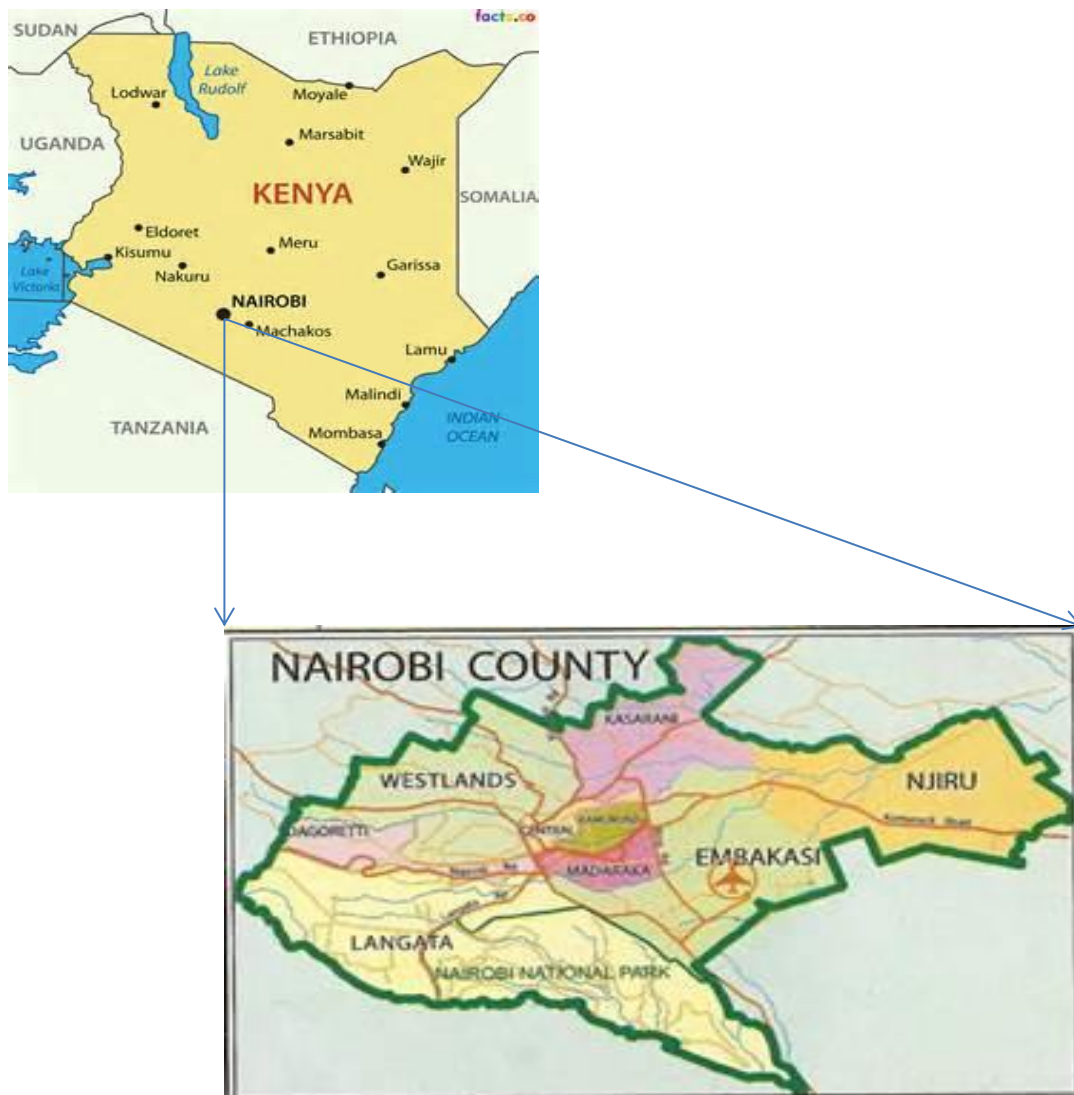 facts.co
SUDAN
ETHIOPIA
Lake
Rudolf
Lodwar
Moyale
Marsabit
UGANDA
Wajir
KENYA
SOMALIA
Eldoret
Kisumu
Meru
Nakuru
Garissa
Lake
Victoria
NAIROBI
Machakos
Lamu
Malindi
TANZANIA
INDIAN
OCEAN
Mombasa
NAIROBI COUNTY
KASARANI
WESTLANDS
NJIRU
DAGORETTI
CENTRAL
EMBAKASI
MADARAKA
LANGATA
NAIROBI NATIONAL PARK